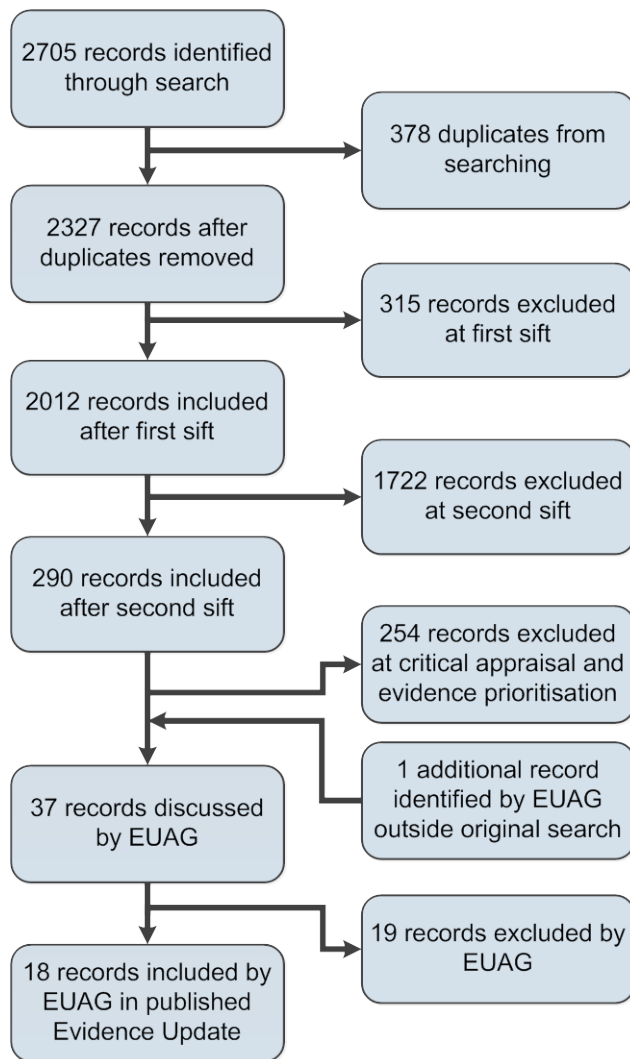 2705 records identified
through search
378 duplicates from
searching
2327 records after
duplicates removed
315 records excluded
at first sift
2012 records included
after first sift
1722 records excluded
at second sift
290 records included
after second sift
254 records excluded
at critical appraisal and
evidence prioritisation
1 additional record
identified by EUAG
outside original search
37 records discussed
by EUAG
19 records excluded by
EUAG
18 records included by
EUAG in published
Evidence Update